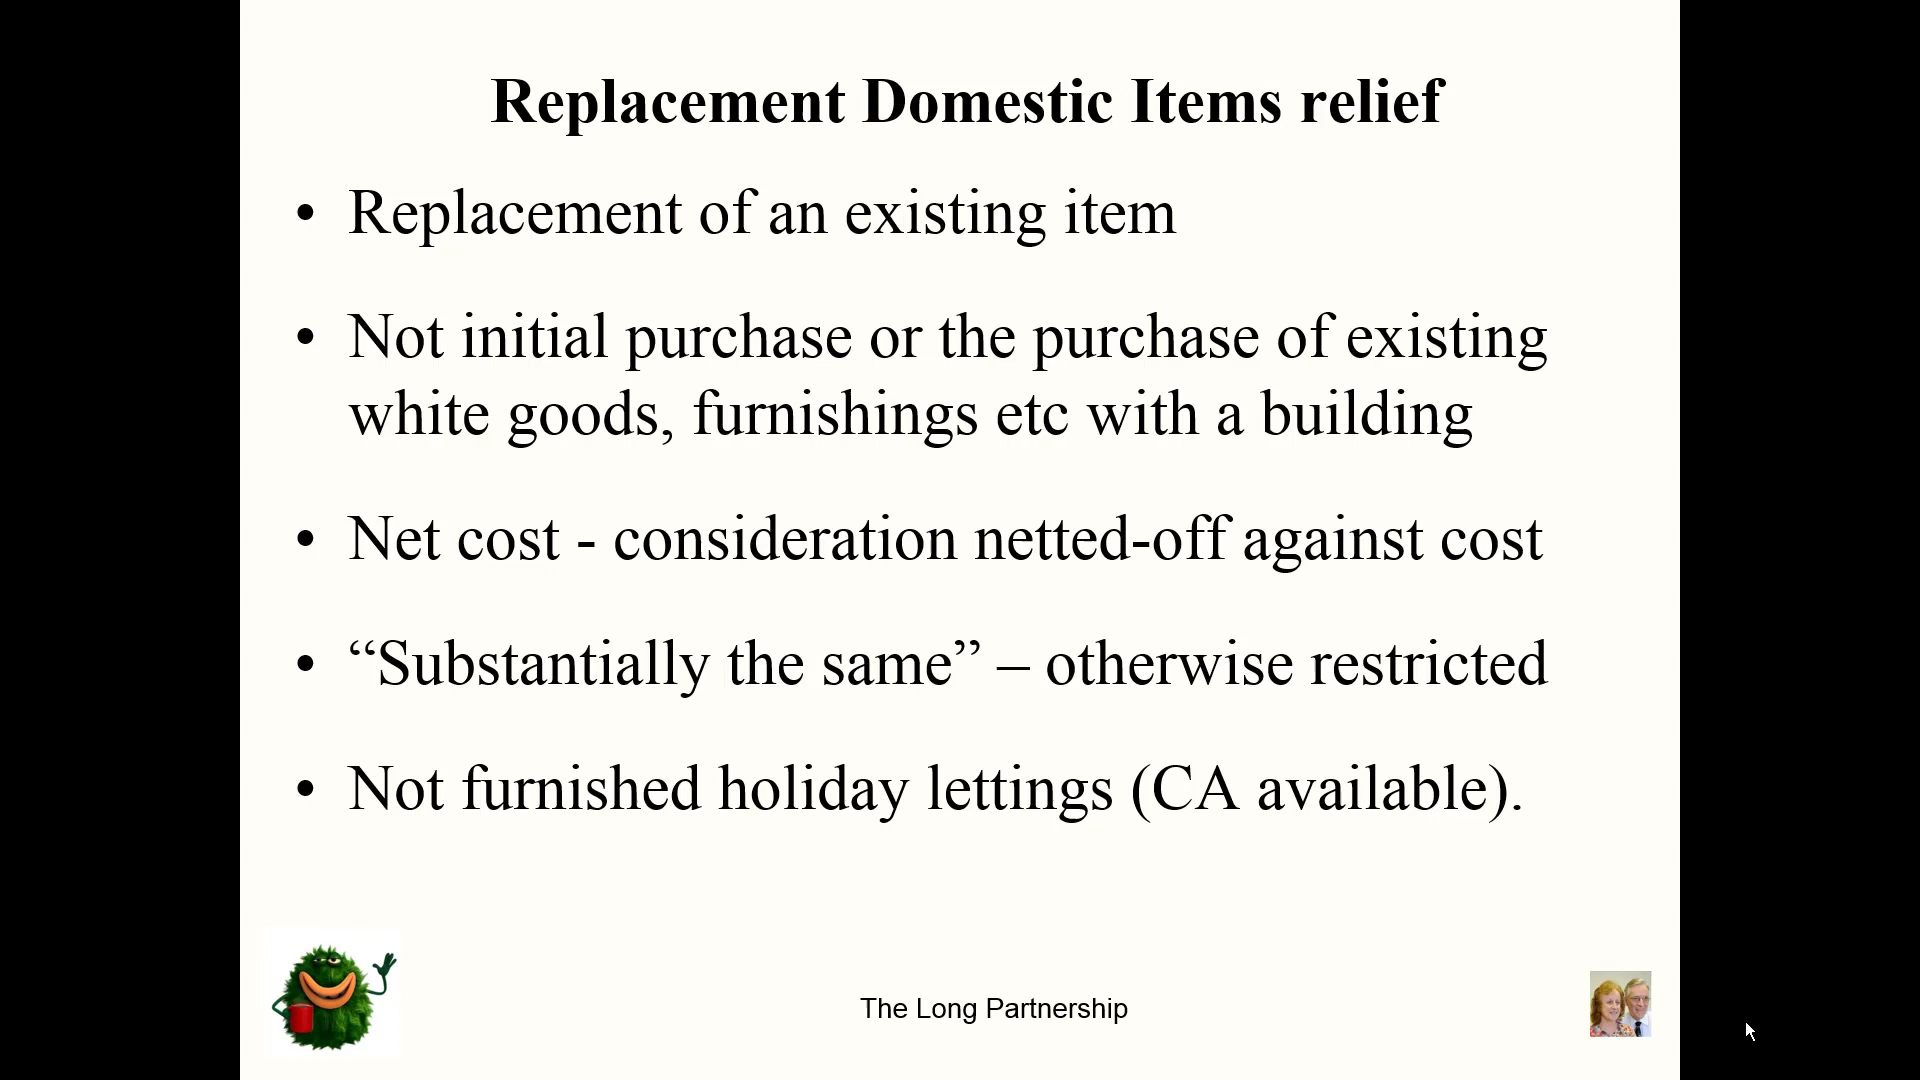 Replacement Domestic Items relief
• Replacement of an existing item
• Not initial purchase or the purchase of existing
white goods, furnishings etc with a building
• Net cost - consideration netted-off against cost
• “Substantially the same” – otherwise restricted
• Not furnished holiday lettings (CA available).
The Long Partnership